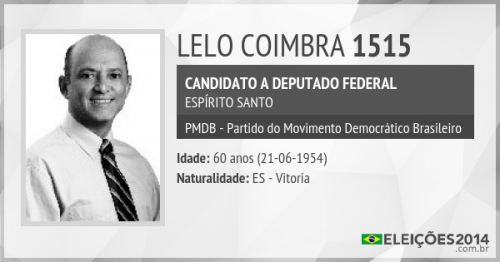 LELO COIMBRA 1515
CANDIDATO A DEPUTADO FEDERAL
ESPÍRITO SANTO
PMDB - Partido do Movimento Democrático Brasileiro
Idade: 60 anos (21-06-1954)
Naturalidade: ES - Vitoria
ELEIÇÕES2014
.com.br